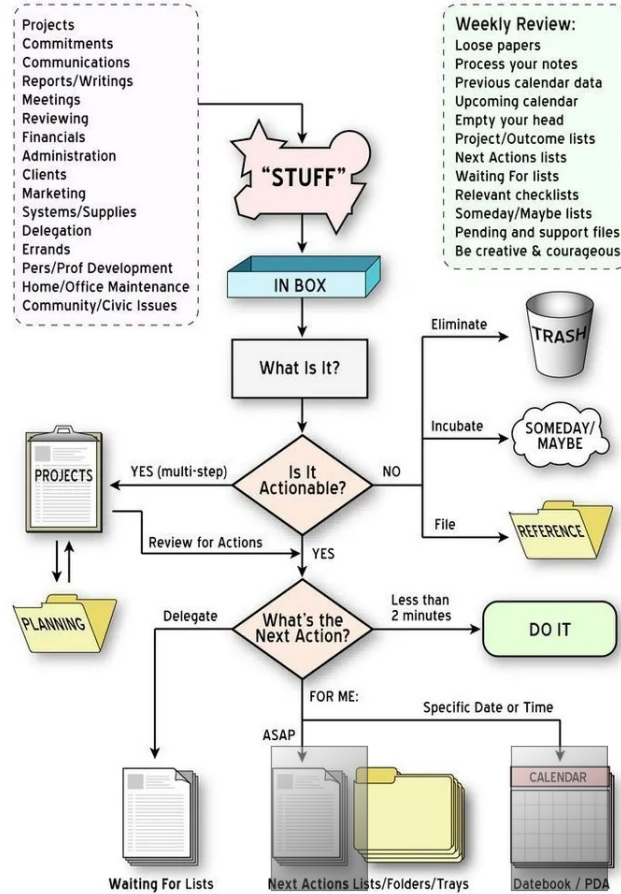 Projects
Commitments
Communications
Reports/Writings
Meetings
Reviewing
Financials
Administration
Clients
Marketing
Systems/Supplies
Delegation
Errands
Pers/Prof Development
Home/Office Maintenance
Community/Civic Issues
Weekly Review:
Loose papers
Process your notes
Previous calendar data
Upcoming calendar
Empty your head
Project/Outcome lists
Next Actions lists
Waiting For lists
Relevant checklists
Someday/Maybe lists
Pending and support files
Be creative & courageous
"STUFF"
IN BOX
What Is It?
Eliminate
TRASH
Incubate
SOMEDAY/
MAYBE
File
REFERENCE
Is It
Actionable?
NO
YES (multi-step)
PROJECTS
Review for Actions
YES
PLANNING
What's the
Next Action?
Delegate
Less than
2 minutes
DO IT
FOR ME:
ASAP
Specific Date or Time
CALENDAR
Waiting For Lists
Next Actions Lists/Folders/Trays
Datebook / PDA